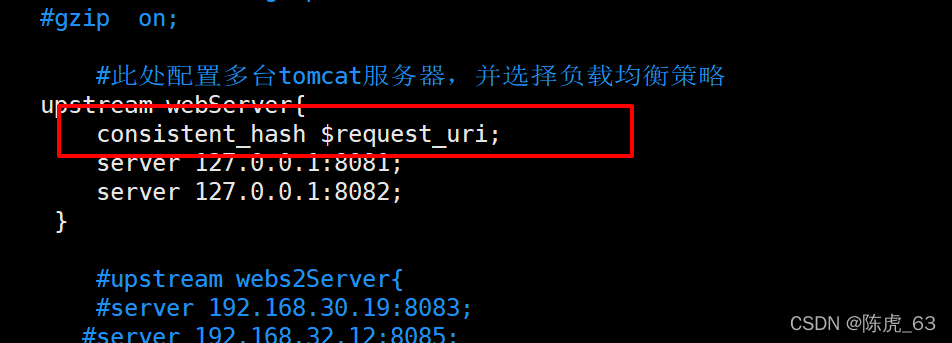 #gzip  on;
#此处配置多台tomcat服务器，并选择负载均衡策略
upstream webServer{
consistent_hash $request_uri;
server 127.0.0.1:8081;
server 127.0.0.1:8082;
}
#upstream webs2Server{
#server 192.168.30.19:8083;
#server 192.168.32.12:8085;
CSDN @陈虎_63